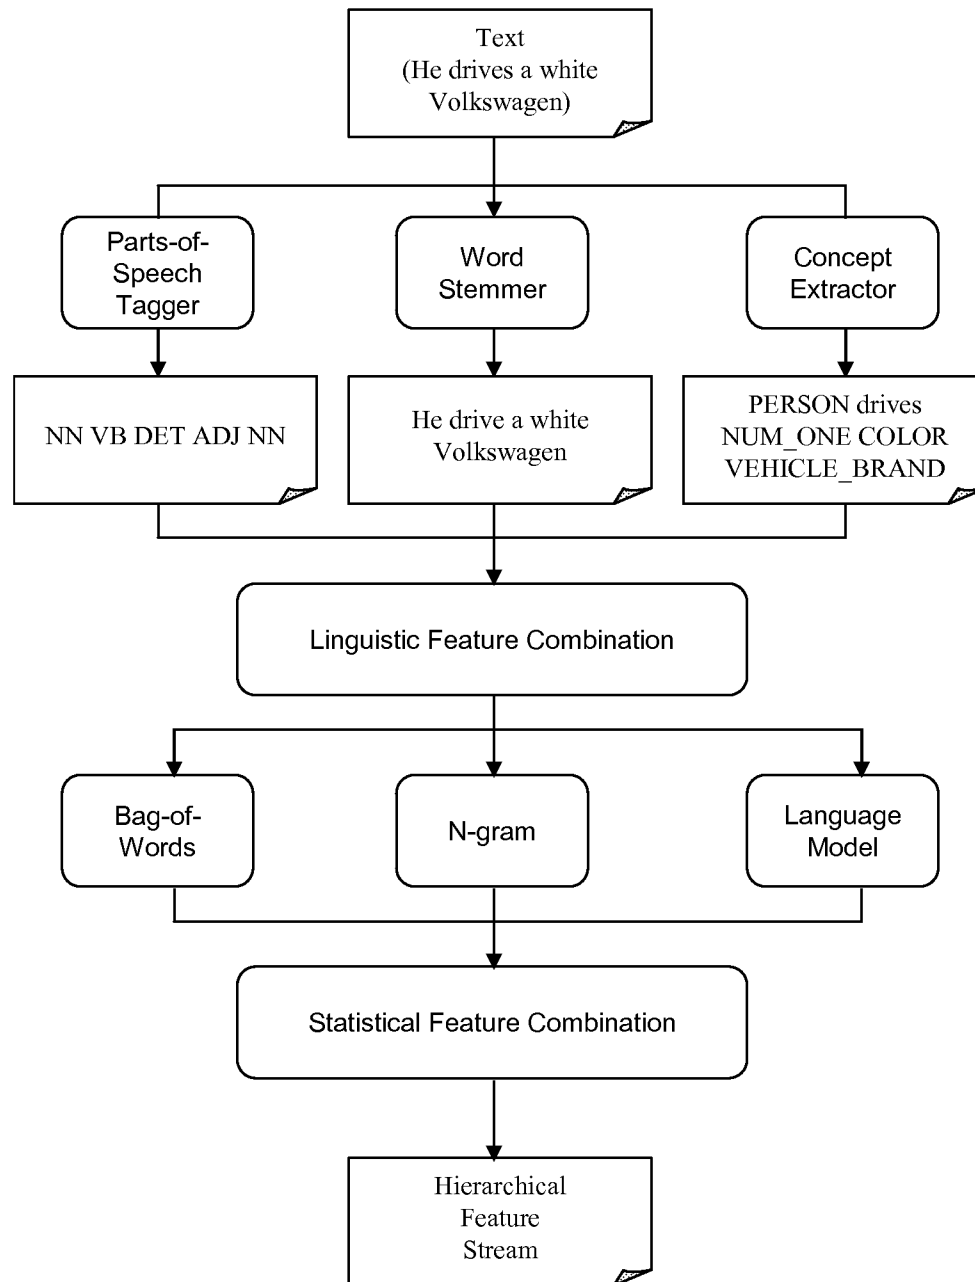 Text
(He drives a white
Volkswagen)
Parts-of-
Speech
Tagger
Word
Stemmer
Concept
Extractor
NN VB DET ADJ NN
He drive a white
Volkswagen
PERSON drives
NUM_ONE COLOR
VEHICLE_BRAND
Linguistic Feature Combination
Bag-of-
Words
N-gram
Language
Model
Statistical Feature Combination
Hierarchical
Feature
Stream